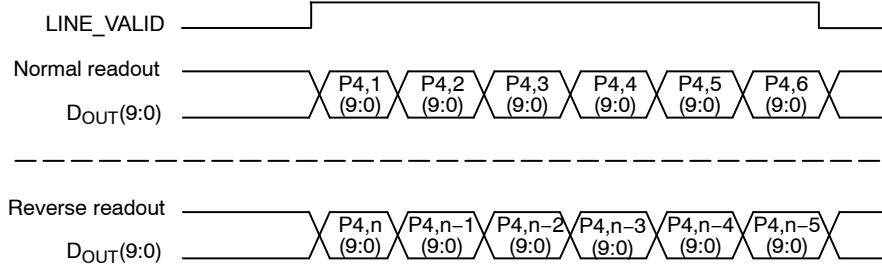 LINE_VALID
Normal readout
P4,1 P4,2 P4,3 P4,4 P4,5 P4,6
(9:0) (9:0) (9:0) (9:0) (9:0) (9:0)
DOUT(9:0)
Reverse readout
P4,n P4,n−1 P4,n−2 P4,n−3 P4,n−4 P4,n−5
(9:0) (9:0) (9:0) (9:0) (9:0) (9:0)
DOUT(9:0)